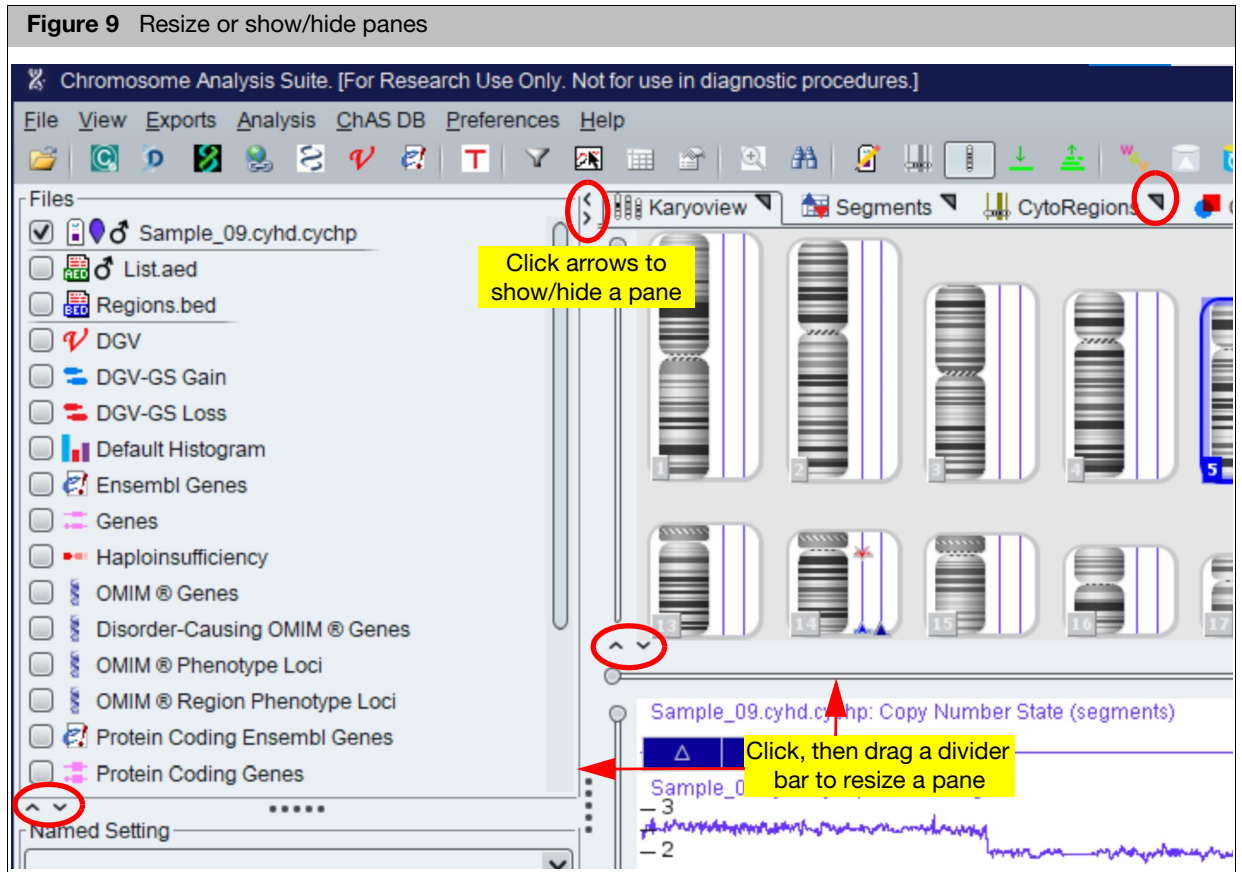 Figure 9 Resize or show/hide panes
Chromosome Analysis Suite. [For Research Use Only. Not for use in diagnostic procedures.]
File View Exports Analysis ChAS DB Preferences Help
T W
Files
Karyoview Segments CytoRegions
Sample_09.cyhd.cychp
AED List.aed
BED Regions.bed
DGV
DGV-GS Gain
DGV-GS Loss
Default Histogram
Ensembl Genes
Genes
Haploinsufficiency
OMIM ® Genes
Disorder-Causing OMIM ® Genes
OMIM ® Phenotype Loci
OMIM ® Region Phenotype Loci
Protein Coding Ensembl Genes
Protein Coding Genes
Named Setting
Click arrows to
show/hide a pane
1 2 3 4 5
13 14 15 16 17
Sample_09.cyhd.cychp: Copy Number State (segments)
Click, then drag a divider
bar to resize a pane
3
2